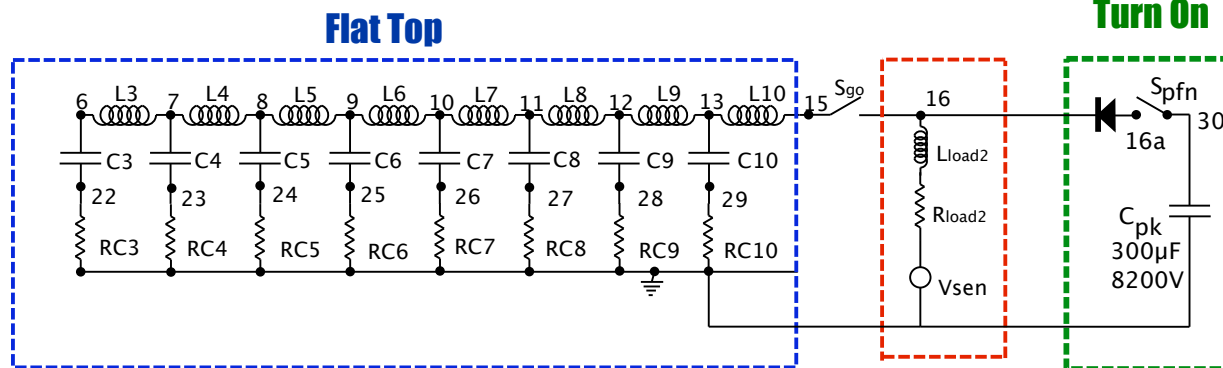 Flat Top
Turn On
L3 L4 L5 L6 L7 L8 L9 L10
6 7 8 9 10 11 12 13 15 Sgo 16 Spfn 30
16a
C3 C4 C5 C6 C7 C8 C9 C10
Lload2
22 23 24 25 26 27 28 29
Rload2
Cpk
RC3 RC4 RC5 RC6 RC7 RC8 RC9 RC10
300µF
8200V
Vsen